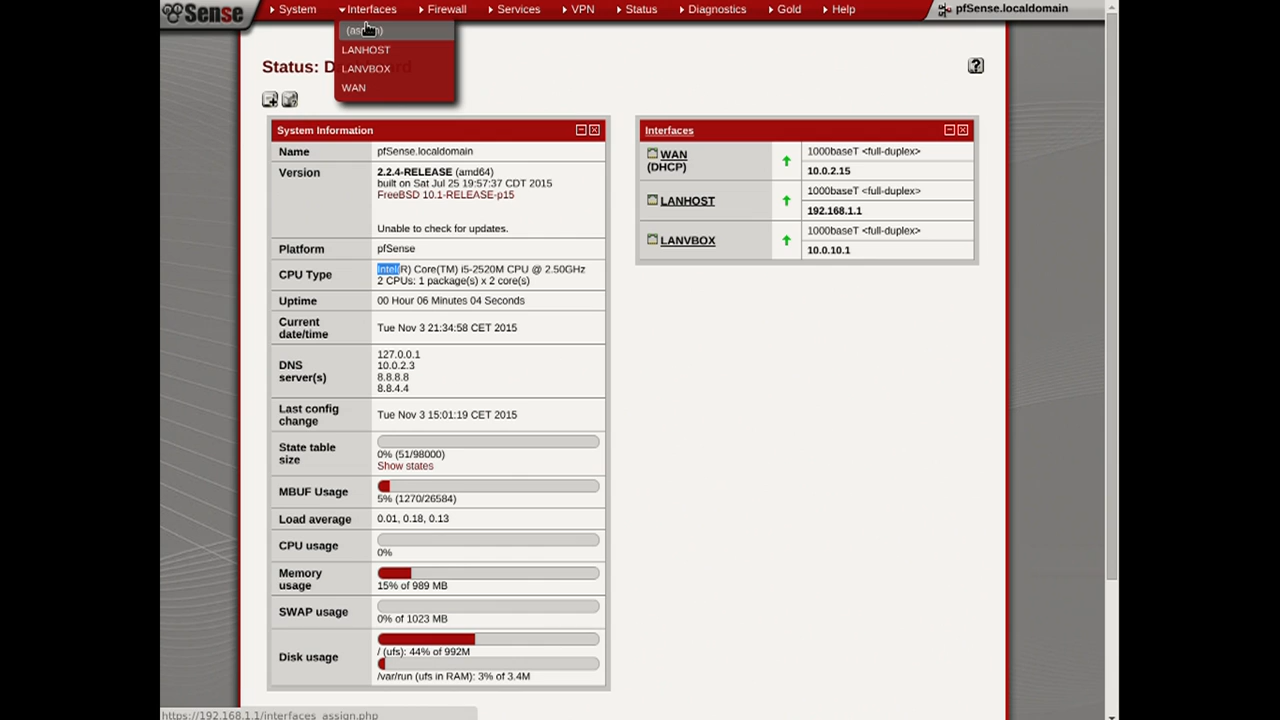 Sense
System
Interfaces
Firewall
Services
VPN
Status
Diagnostics
Gold
Help
pfSense.localdomain
LANHOST
LANVBOX
WAN
Status:
System Information
Name
pfSense.localdomain
Version
2.2.4-RELEASE (amd64)
built on Sat Jul 25 19:57:37 CDT 2015
FreeBSD 10.1-RELEASE-p15
Unable to check for updates.
Platform
pfSense
CPU Type
Intel(R) Core(TM) i5-2520M CPU @ 2.50GHz
2 CPUs: 1 package(s) x 2 core(s)
Uptime
00 Hour 06 Minutes 04 Seconds
Current
date/time
Tue Nov 3 21:34:58 CET 2015
DNS
server(s)
127.0.0.1
10.0.2.3
8.8.8.8
8.8.4.4
Last config
change
Tue Nov 3 15:01:19 CET 2015
State table
size
0% (51/98000)
Show states
MBUF Usage
5% (1270/26584)
Load average
0.01, 0.18, 0.13
CPU usage
0%
Memory
usage
15% of 989 MB
SWAP usage
0% of 1023 MB
Disk usage
/ (ufs): 44% of 992M
/var/run (ufs in RAM): 3% of 3.4M
Interfaces
WAN
(DHCP)
1000baseT <full-duplex>
10.0.2.15
LANHOST
1000baseT <full-duplex>
192.168.1.1
LANVBOX
1000baseT <full-duplex>
10.0.10.1
https://192.168.1.1/interfaces_assign.php